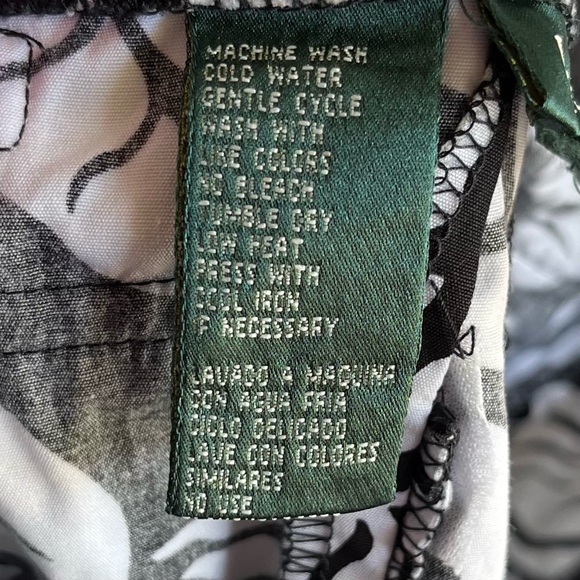 MACHINE WASH
COLD WATER
GENTLE CYCLE
WASH WITH
LIKE COLORS
NO BLEACH
TUMBLE DRY
LOW HEAT
PRESS WITH
COOL IRON
IF NECESSARY
LAVADO A MAQUINA
CON AGUA FRIA
CICLO DELICADO
LAVE CON COLORES
SIMILARES
NO USE